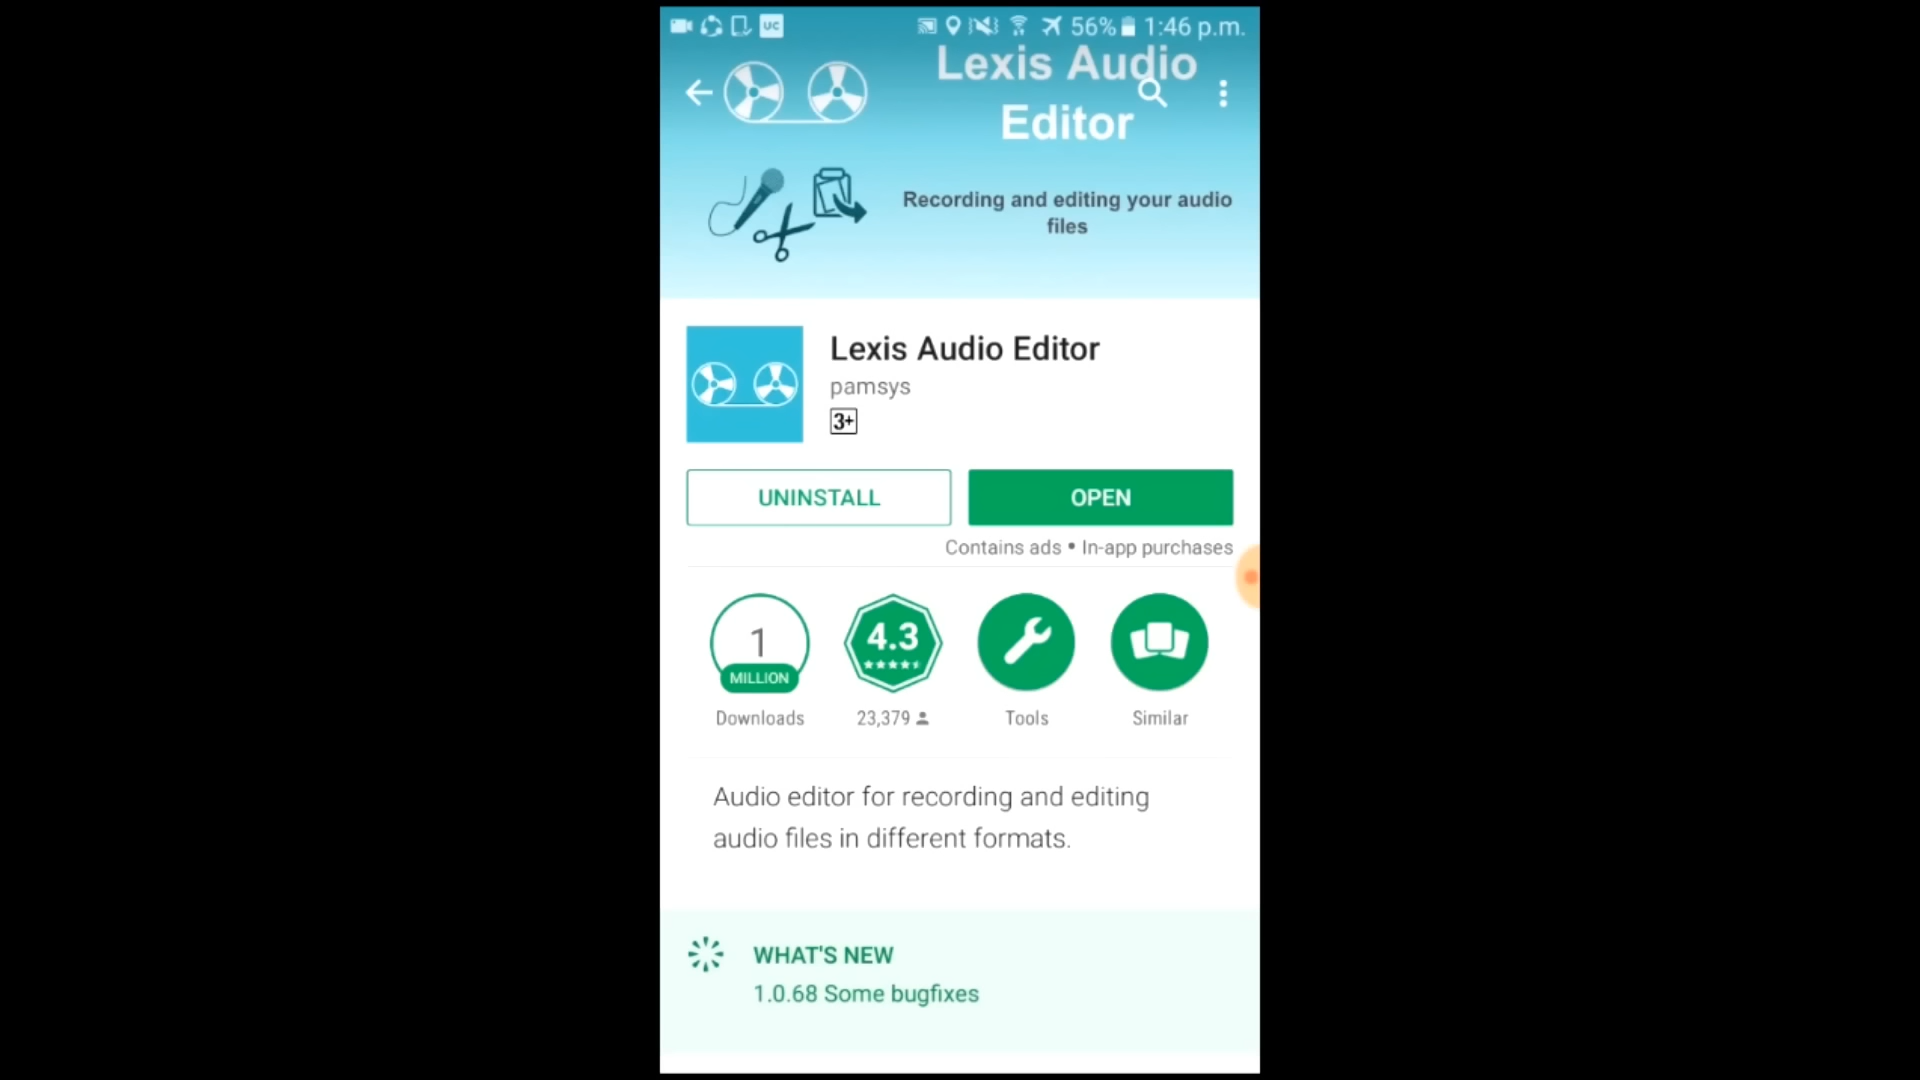 UC 56% 1:46 p.m.
Lexis Audio
Editor
Recording and editing your audio
files
Lexis Audio Editor
pamsys
3+
UNINSTALL OPEN
Contains ads • In-app purchases
1 4.3
MILLION
Downloads 23,379 Tools Similar
Audio editor for recording and editing
audio files in different formats.
WHAT'S NEW
1.0.68 Some bugfixes